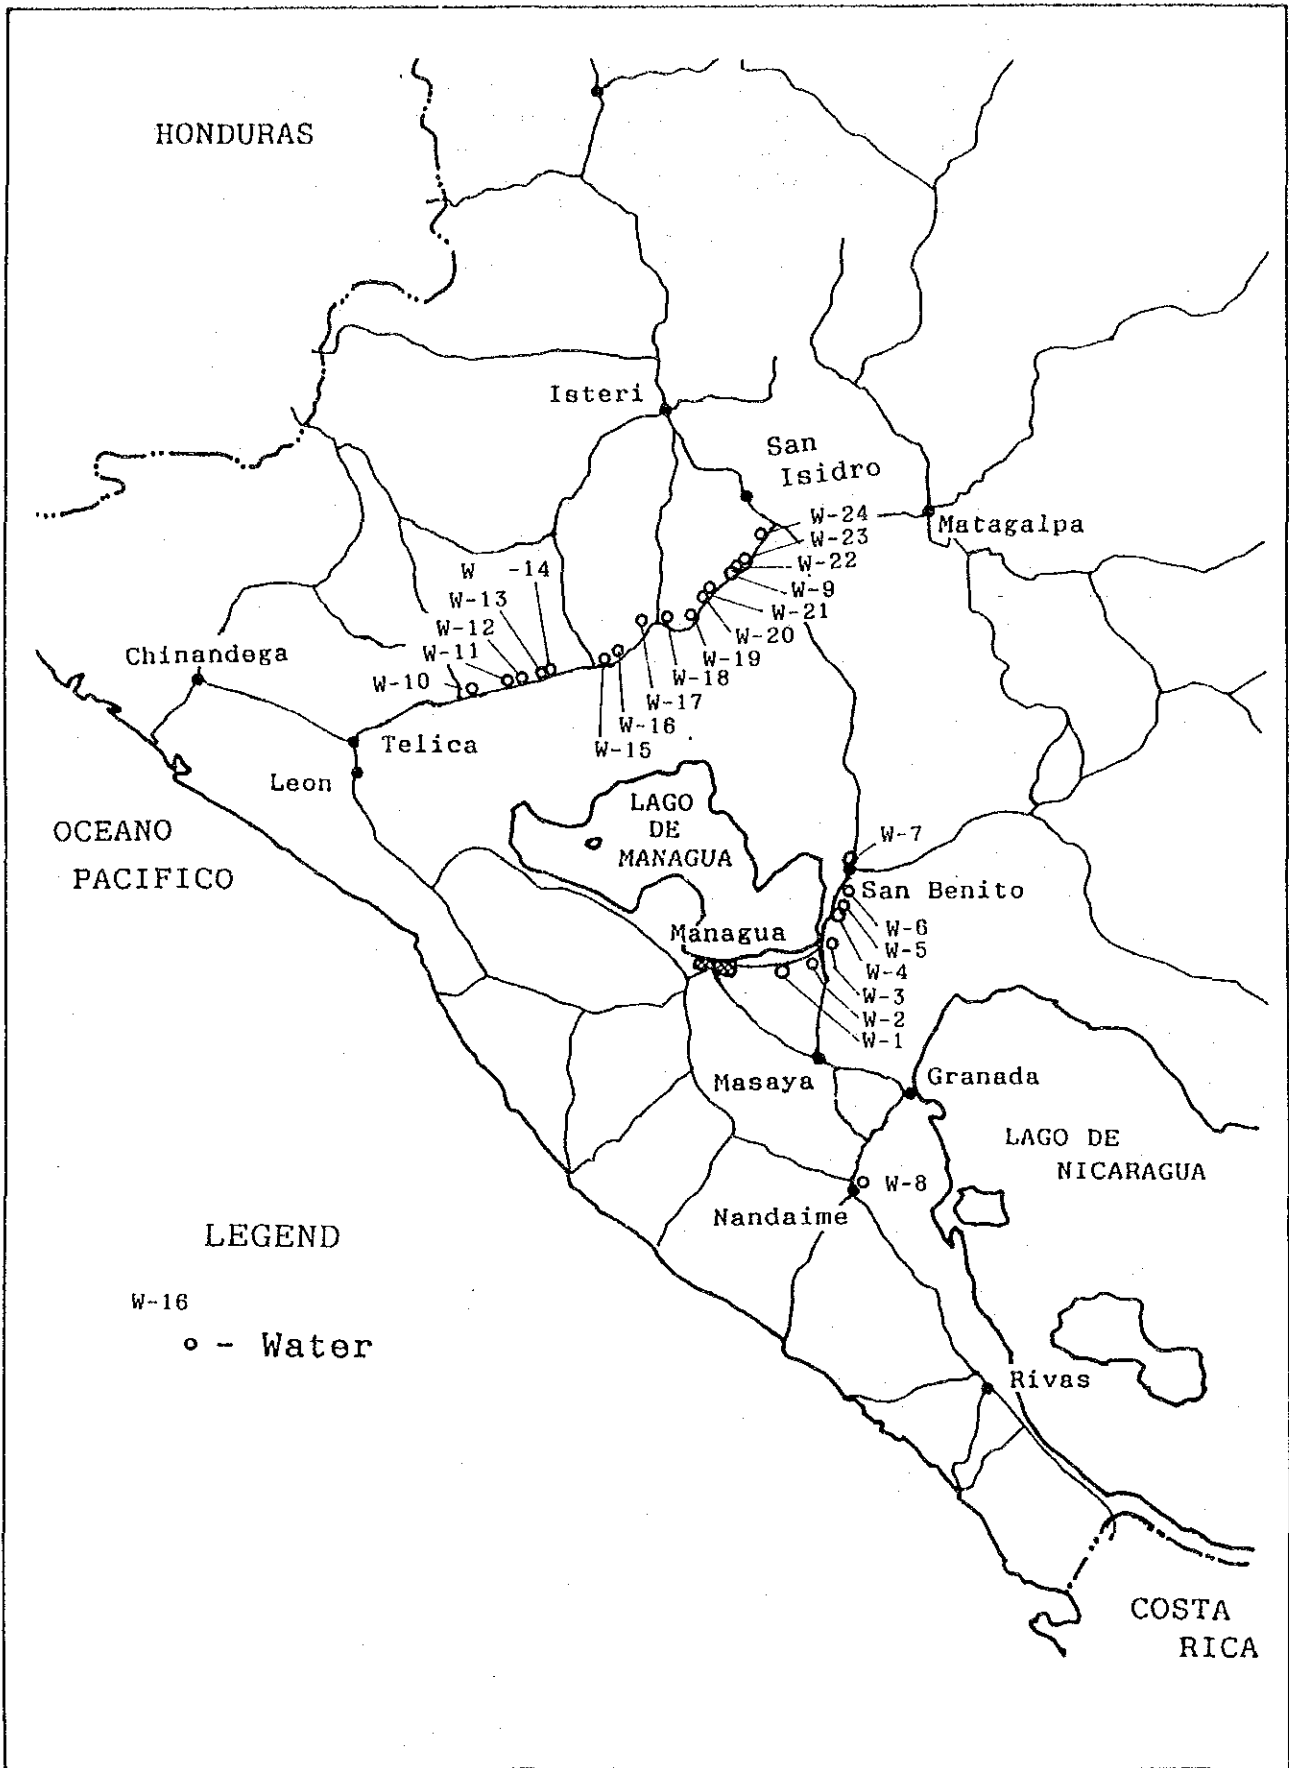 HONDURAS
Isteri
San
Isidro
W-24
Matagalpa
W-23
W-22
W -14
W-9
W-13
W-21
W-12
W-20
W-11
W-19
Chinandega
W-10
W-18
W-17
W-16
W-15
Telica
Leon
LAGO
DE
MANAGUA
OCEANO
PACIFICO
W-7
San Benito
W-6
Managua
W-5
W-4
W-3
W-2
W-1
Masaya
Granada
LAGO DE
NICARAGUA
W-8
Nandaime
LEGEND
W-16
o - Water
Rivas
COSTA
RICA